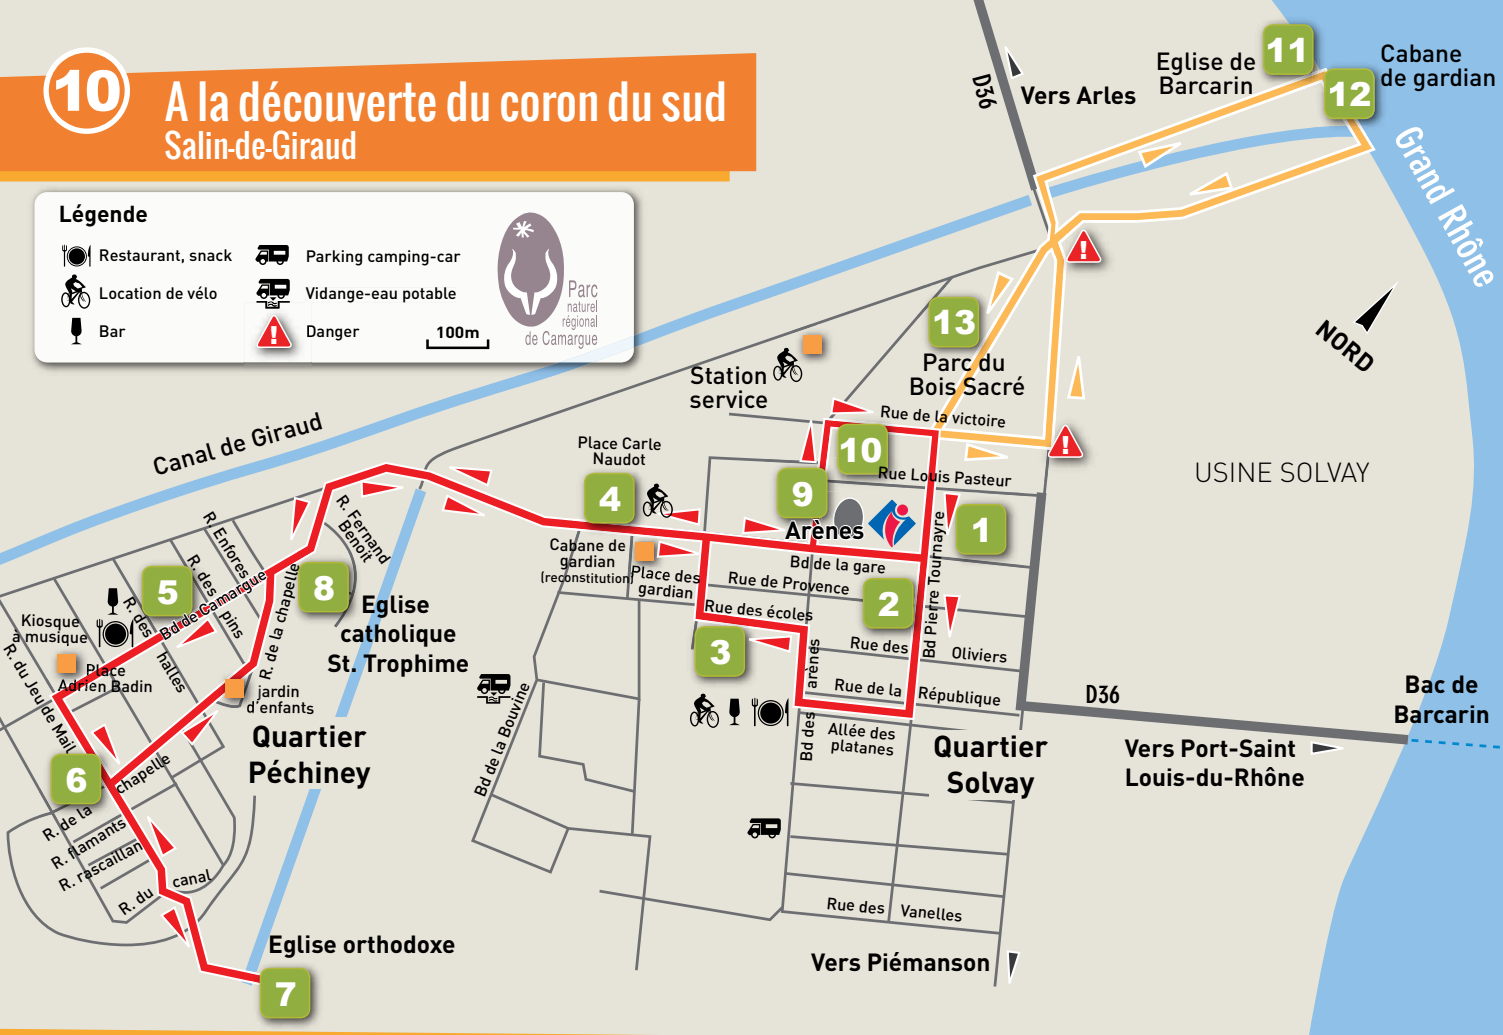 10
A la découverte du coron du sud
Salin-de-Giraud
Légende
Restaurant, snack
Location de vélo
Bar
Parking camping-car
Vidange-eau potable
Danger
100m
Parc
naturel
régional
de Camargue
D36
Vers Arles
Eglise de
Barcarin
11
12
Cabane
de gardian
Grand Rhône
NORD
13
Parc du
Bois Sacré
Station
service
Canal de Giraud
Rue de la victoire
10
Rue Louis Pasteur
USINE SOLVAY
Place Carle
Naudot
4
9
Arènes
1
Cabane de
gardian
(reconstitution)
Place des
gardian
Bd de la gare
Rue de Provence
2
Bd Pierre Tournayre
Rue des écoles
3
Rue des
Oliviers
Rue de la
République
Bd des
arènes
Allée des
platanes
Quartier
Solvay
D36
Bac de
Barcarin
Vers Port-Saint
Louis-du-Rhône
R. Fernand
Benoit
R. Enfores
R. des
pins
5
Bd de Camargue
R. de la chapelle
8
Eglise
catholique
St. Trophime
Kiosque
à musique
R. des
halles
R. du Jeu de Mail
Place
Adrien Badin
jardin
d'enfants
Quartier
Péchiney
Bd de la Bouvine
6
R. de la
chapelle
R. flamants
R. rascaillan
R. du
canal
Eglise orthodoxe
7
Rue des
Vanelles
Vers Piémanson